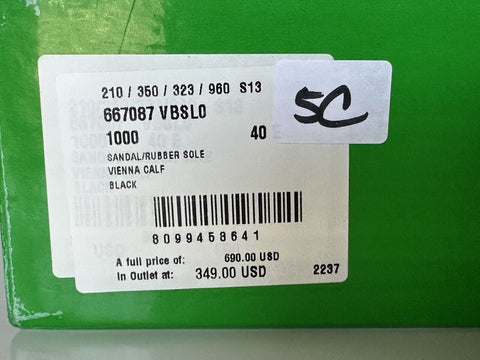 210 / 350 / 323 / 960 S13
667087 VBSL0
1000 40 E
SC
SANDAL/RUBBER SOLE
VIENNA CALF
BLACK
8099458641
A full price of: 690.00 USD
In Outlet at: 349.00 USD
2237